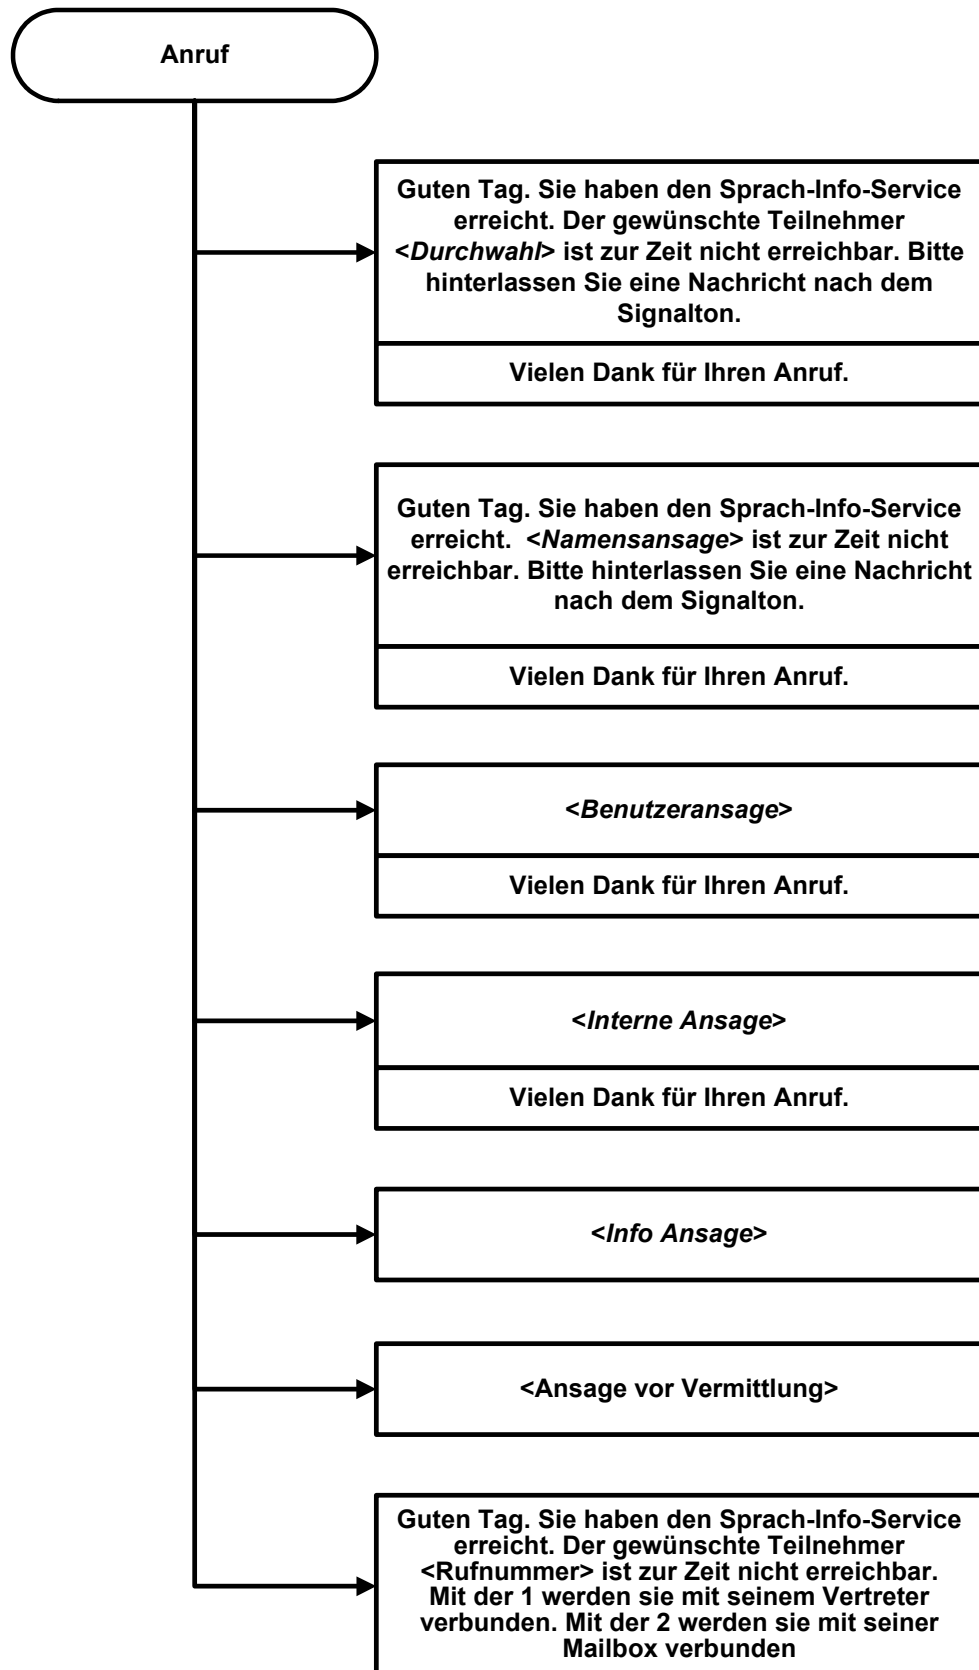 Anruf
Guten Tag. Sie haben den Sprach-Info-Service
erreicht. Der gewünschte Teilnehmer
<Durchwahl> ist zur Zeit nicht erreichbar. Bitte
hinterlassen Sie eine Nachricht nach dem
Signalton.
Vielen Dank für Ihren Anruf.
Guten Tag. Sie haben den Sprach-Info-Service
erreicht. <Namensansage> ist zur Zeit nicht
erreichbar. Bitte hinterlassen Sie eine Nachricht
nach dem Signalton.
Vielen Dank für Ihren Anruf.
<Benutzeransage>
Vielen Dank für Ihren Anruf.
<Interne Ansage>
Vielen Dank für Ihren Anruf.
<Info Ansage>
<Ansage vor Vermittlung>
Guten Tag. Sie haben den Sprach-Info-Service
erreicht. Der gewünschte Teilnehmer
<Rufnummer> ist zur Zeit nicht erreichbar.
Mit der 1 werden sie mit seinem Vertreter
verbunden. Mit der 2 werden sie mit seiner
Mailbox verbunden